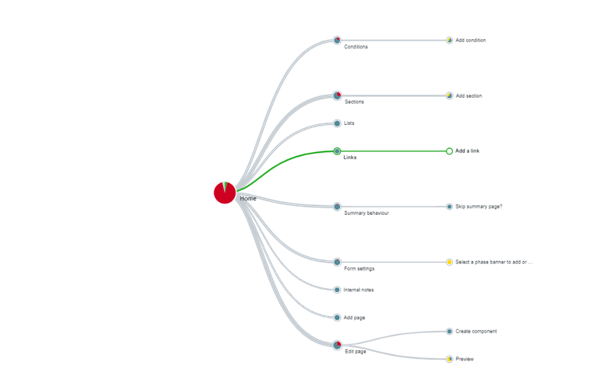 Add condition
Conditions
Add section
Sections
Lists
Add a link
Links
Home
Skip summary page?
Summary behaviour
Select a phase banner to add or ...
Form settings
Internal notes
Add page
Create component
Edit page
Preview